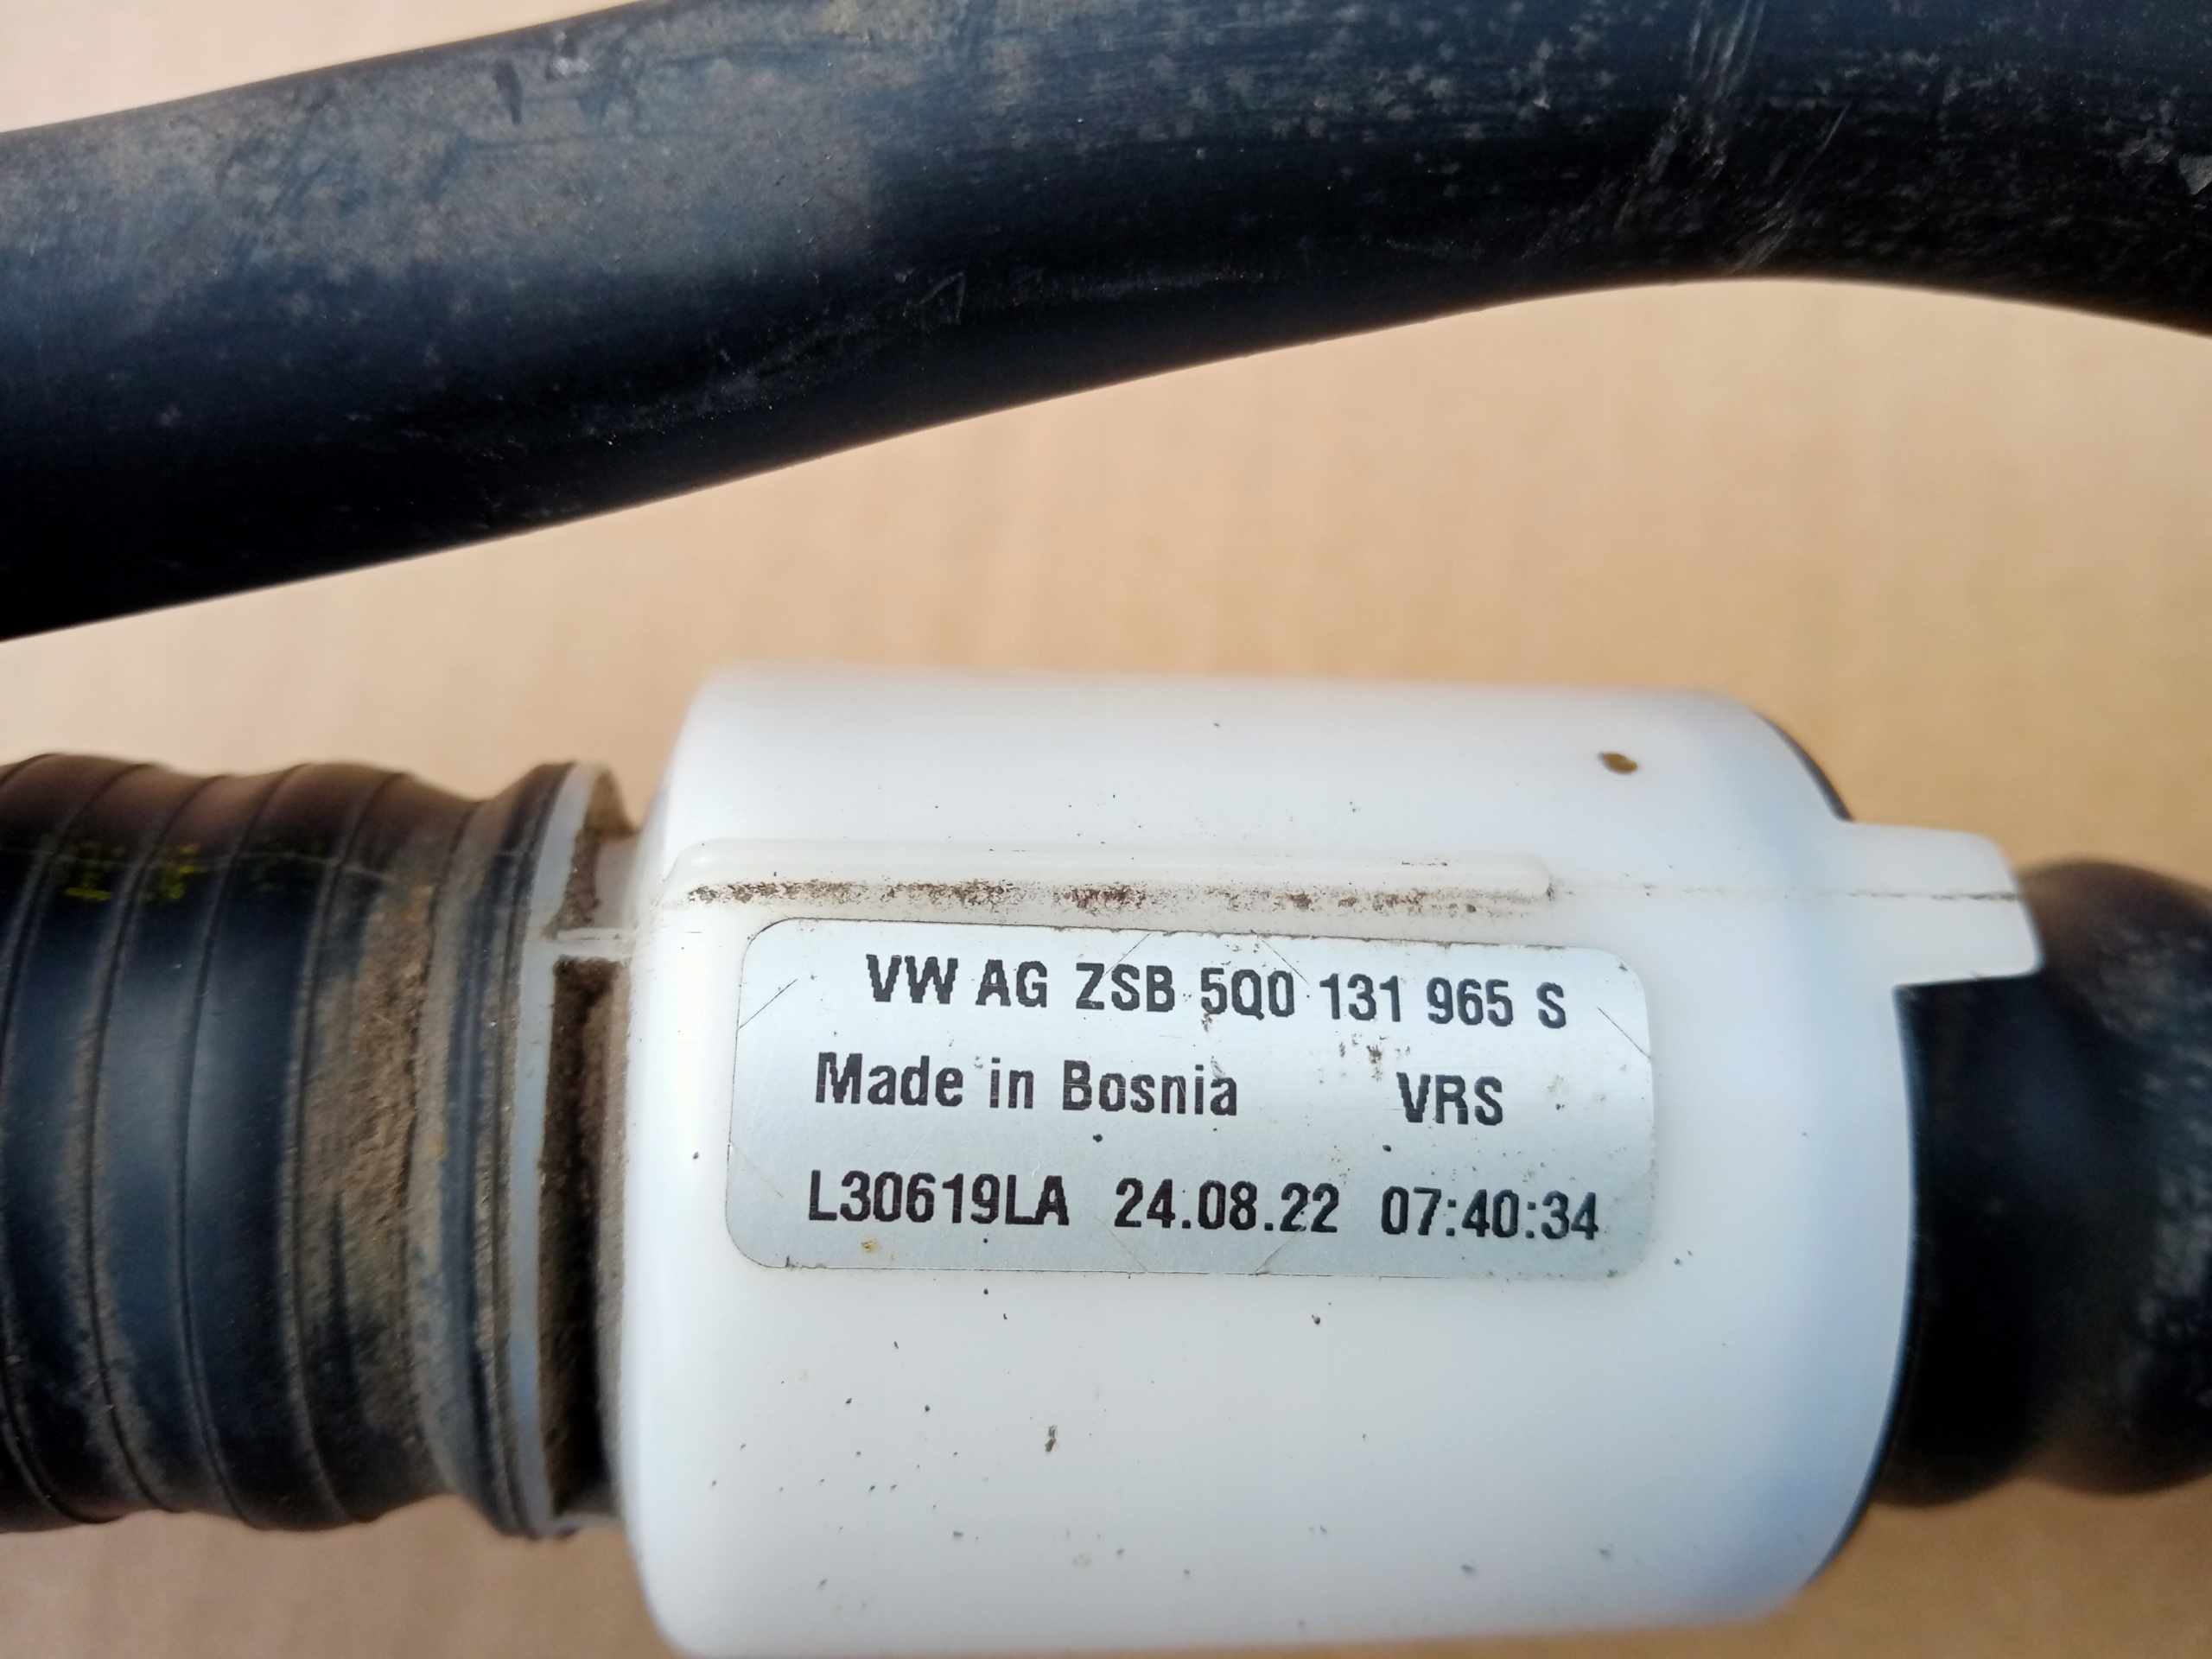 VW AG ZSB 5Q0 131 965 S
Made in Bosnia VRS
L30619LA 24.08.22 07:40:34